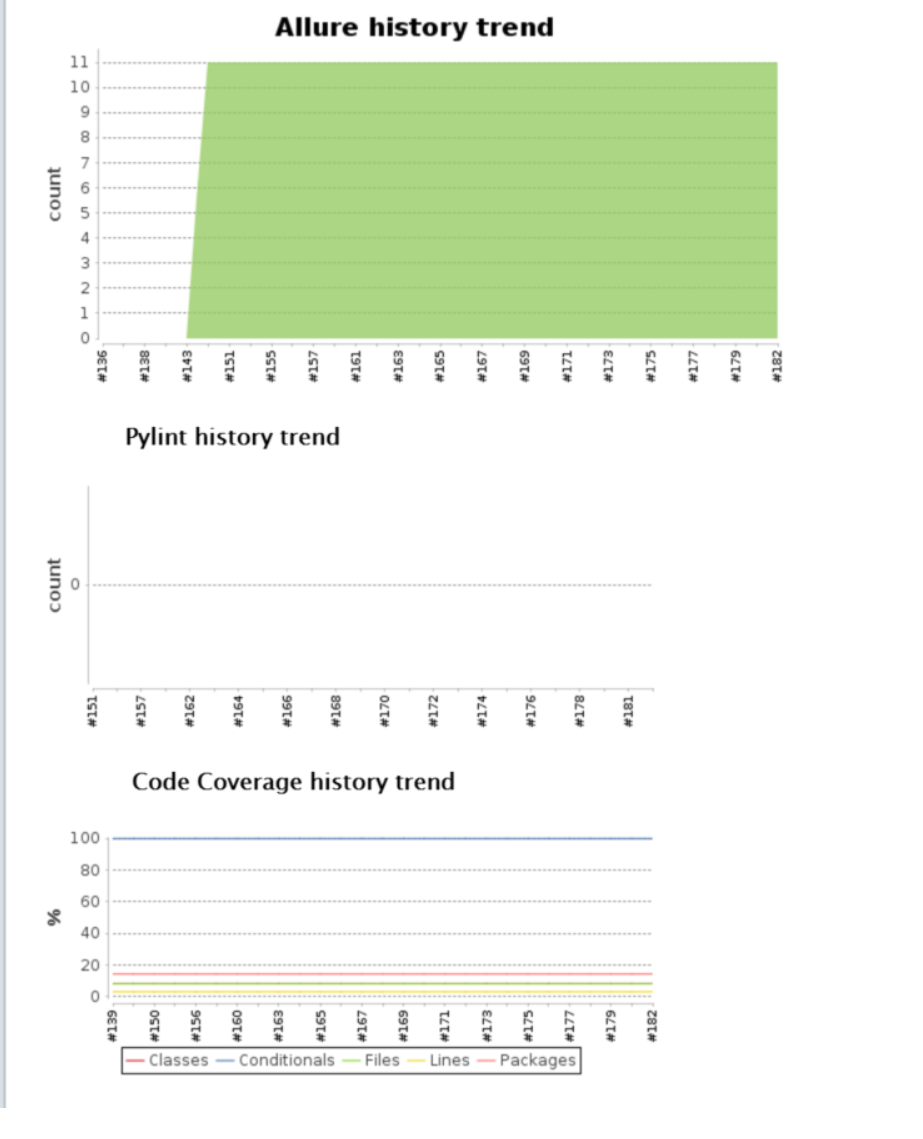 Allure history trend
11
10
9
8
7
6
5
4
3
2
1
0
count
#136 #138 #143 #151 #155 #157 #161 #163 #165 #167 #169 #171 #173 #175 #177 #179 #182
Pylint history trend
count
0
#151 #157 #162 #164 #166 #168 #170 #172 #174 #176 #178 #181
Code Coverage history trend
100
80
60
40
20
0
%
#139 #150 #156 #160 #163 #165 #167 #169 #171 #173 #175 #177 #179 #182
Classes Conditionals Files Lines Packages